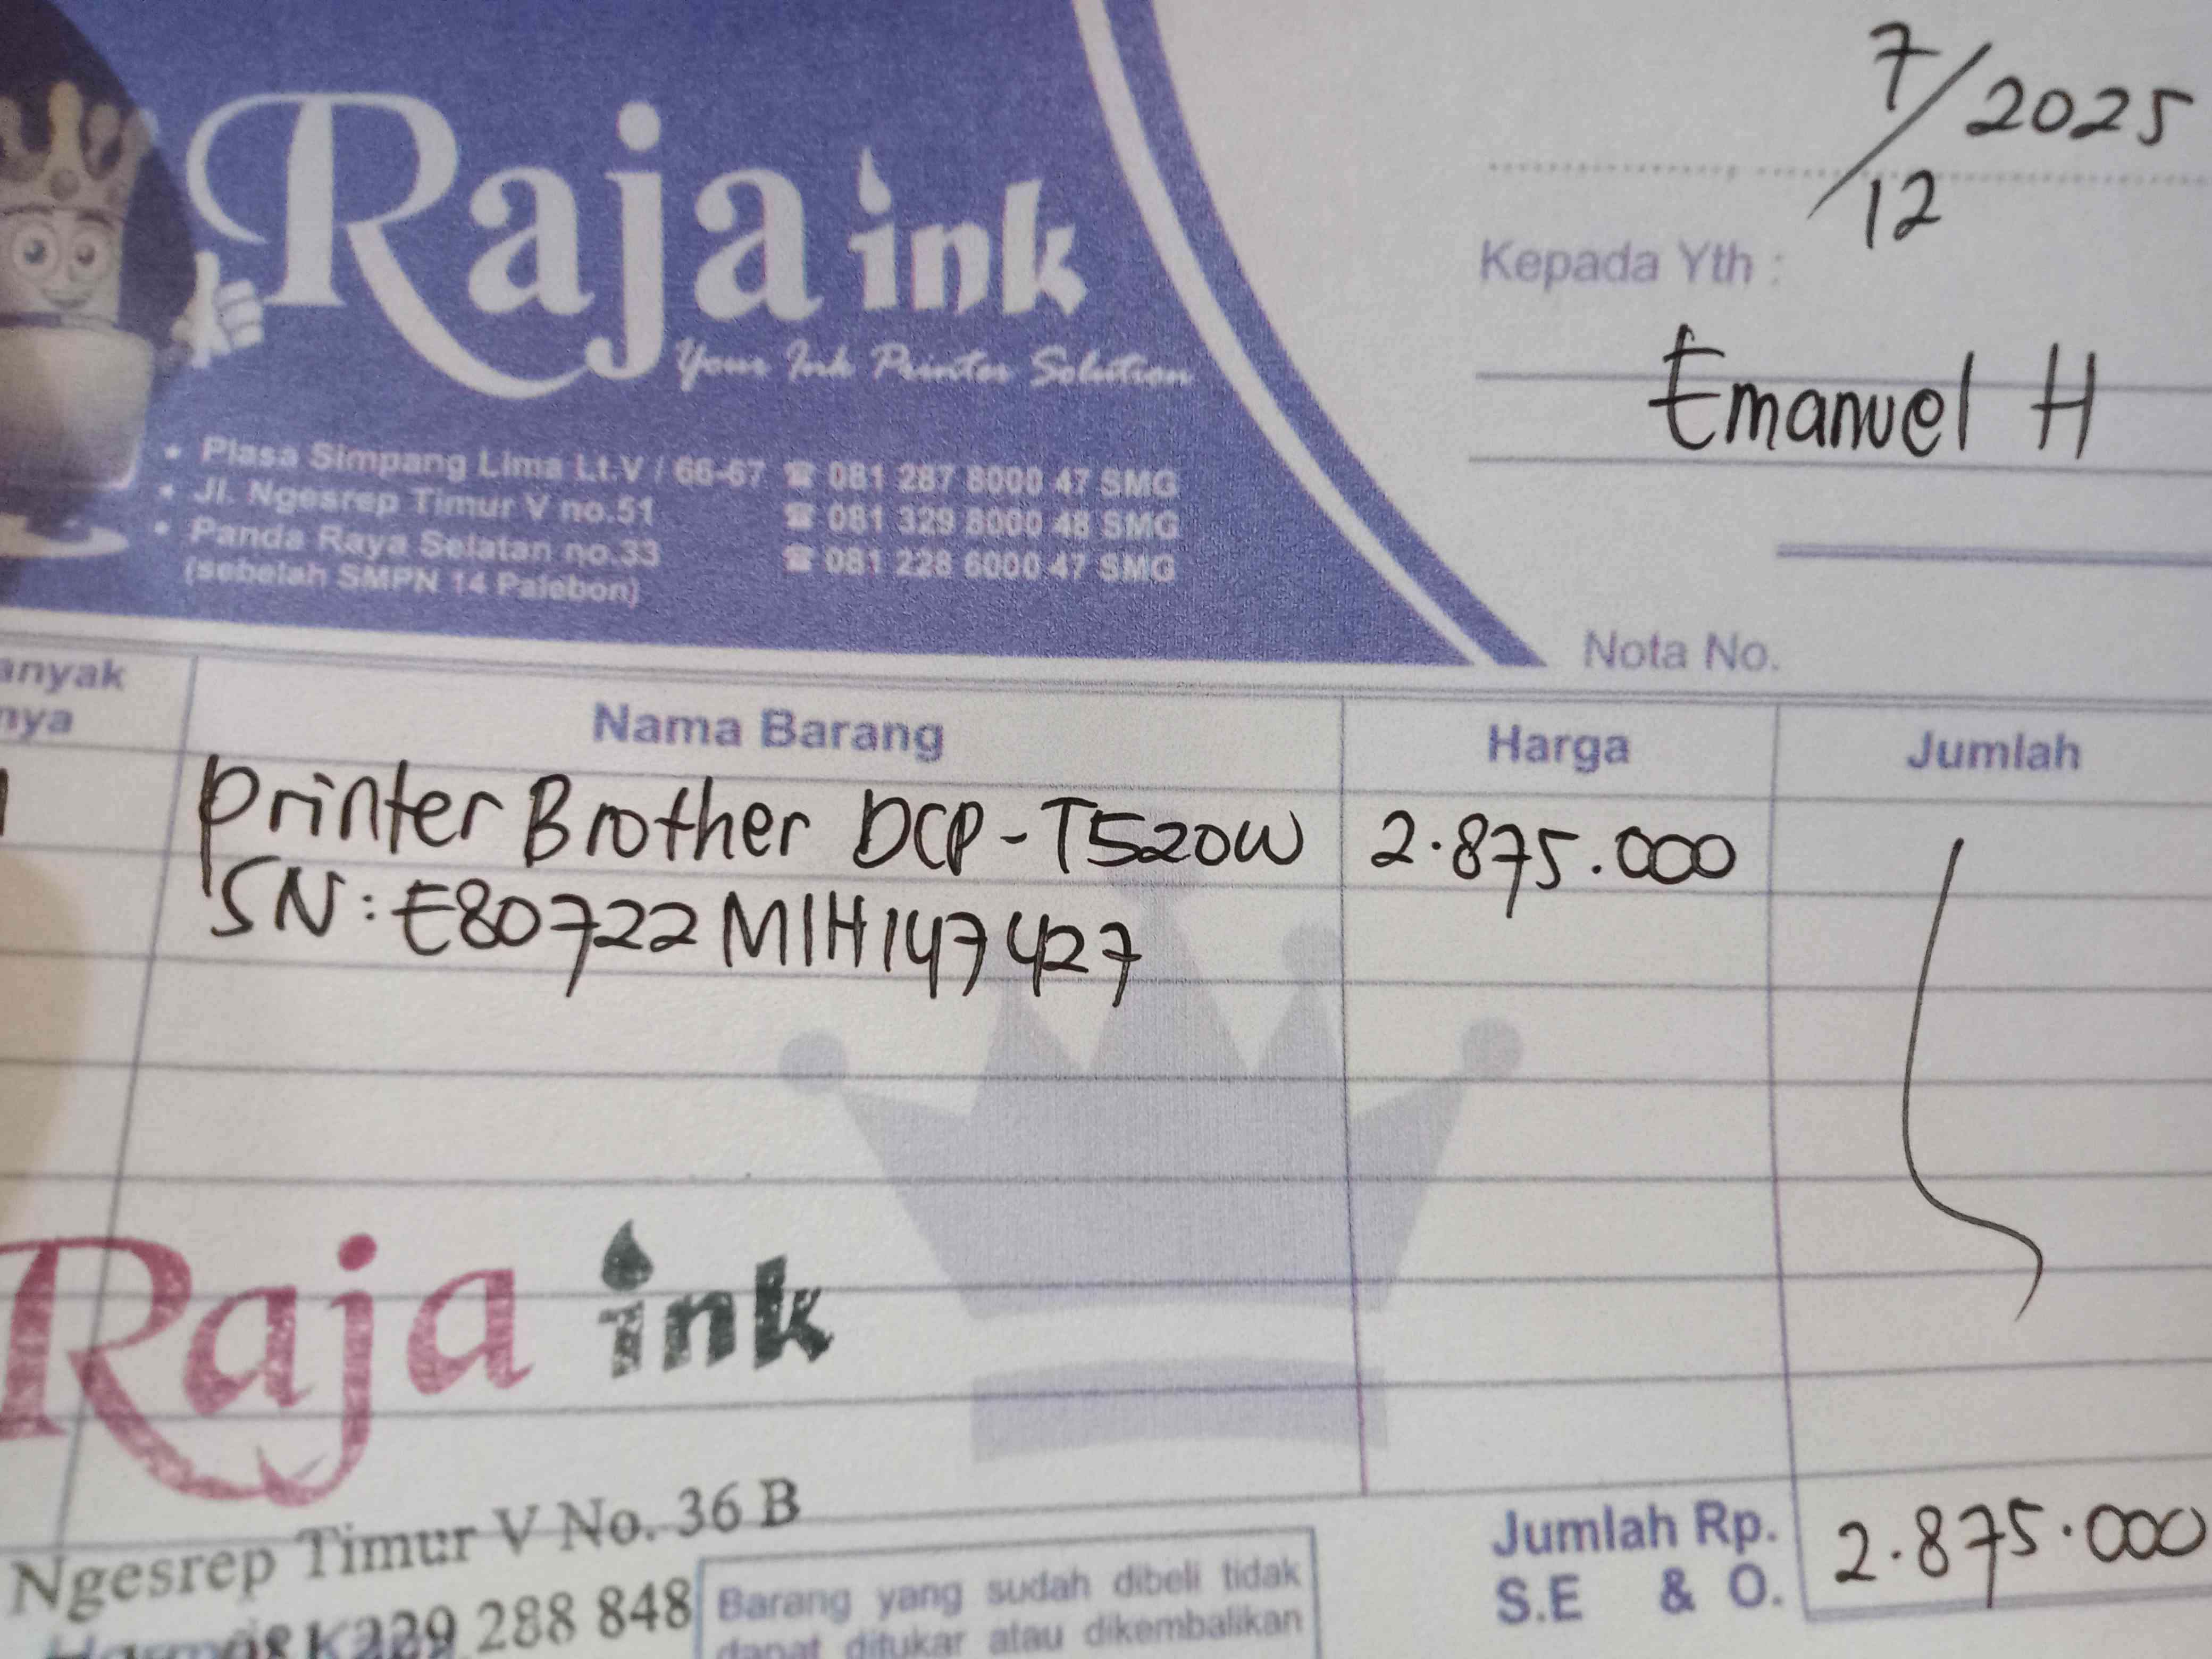 7/12 2025
Raja ink
Your Ink Printer Solution
Kepada Yth :
Emanuel H
• Plasa Simpang Lima Lt.V / 66-67 ☎ 081 287 8000 47 SMG
• Jl. Ngesrep Timur V no.51 ☎ 081 329 8000 48 SMG
• Panda Raya Selatan no.33 ☎ 081 228 6000 47 SMG
(sebelah SMPN 14 Palebon)
Nota No.
anyak
nya
Nama Barang
Harga
Jumlah
1 Printer Brother DCP-T520W 2.875.000
SN: E80722M1H147427
Raja ink
Ngesrep Timur V No. 36 B
288 848
Jumlah Rp. 2.875.000
S.E & O.
Barang yang sudah dibeli tidak
dapat ditukar atau dikembalikan